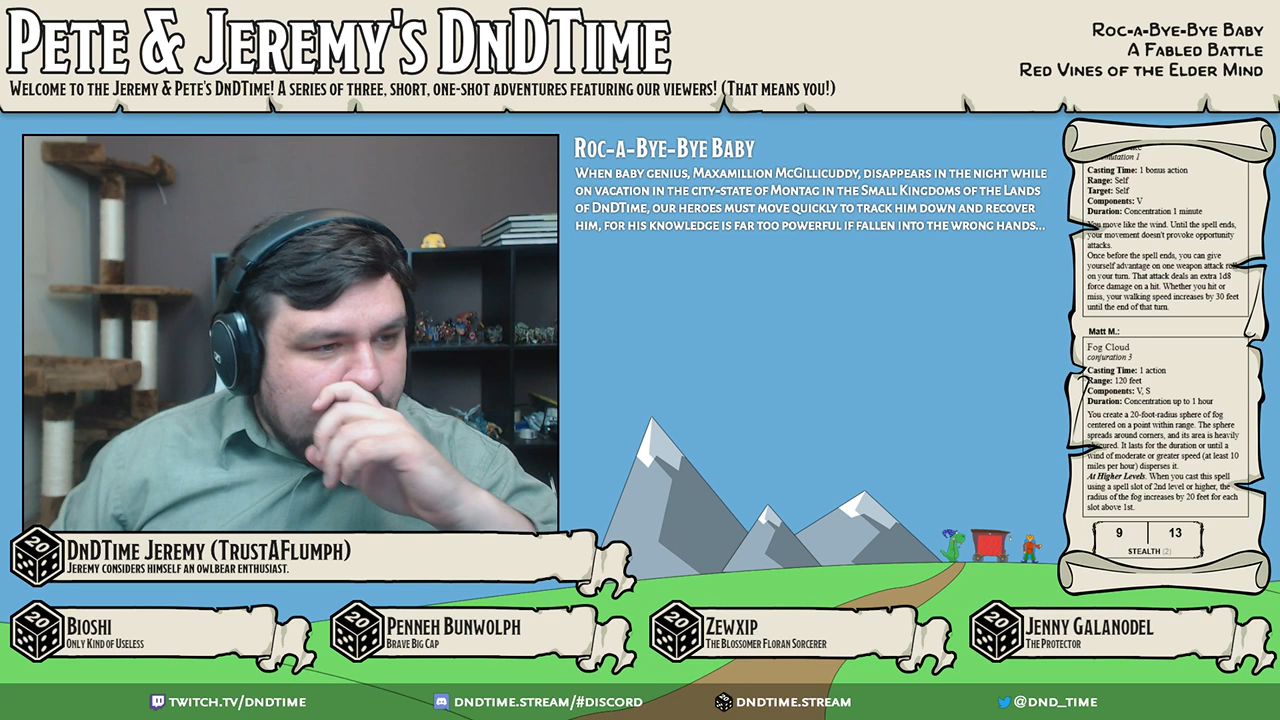 Pete & Jeremy's DnDTime
Welcome to the Jeremy & Pete's DnDTime! A series of three, short, one-shot adventures featuring our viewers! (That means you!)
Roc-a-Bye-Bye Baby
A Fabled Battle
Red Vines of the Elder Mind
Roc-a-Bye-Bye Baby
When baby genius, Maxamillion McGillicuddy, disappears in the night while
on vacation in the city-state of Montag in the Small Kingdoms of the Lands
of DnDTime, our heroes must move quickly to track him down and recover
him, for his knowledge is far too powerful if fallen into the wrong hands...
Casting Time: 1 bonus action
Range: Self
Target: Self
Components: V
Duration: Concentration 1 minute
You move like the wind. Until the spell ends,
your movement doesn't provoke opportunity
attacks.
Once before the spell ends, you can give
yourself advantage on one weapon attack roll
on your turn. That attack deals an extra 1d8
force damage on a hit. Whether you hit or
miss, your walking speed increases by 30 feet
until the end of that turn.
Matt M.:
Fog Cloud
conjuration 3
Casting Time: 1 action
Range: 120 feet
Components: V, S
Duration: Concentration up to 1 hour
You create a 20-foot-radius sphere of fog
centered on a point within range. The sphere
spreads around corners, and its area is heavily
obscured. It lasts for the duration or until a
wind of moderate or greater speed (at least 10
miles per hour) disperses it.
At Higher Levels. When you cast this spell
using a spell slot of 2nd level or higher, the
radius of the fog increases by 20 feet for each
slot above 1st.
9 13
STEALTH (2)
20
DnDTime Jeremy (TrustAFlumph)
Jeremy considers himself an owlbear enthusiast.
20
Bioshi
Only Kind of Useless
20
Penneh Bunwolph
Brave Big Cap
20
Zewxip
The Blossomer Floran Sorcerer
20
Jenny Galanodel
The Protector
TWITCH.TV/DNDTIME
DNDTIME.STREAM/#DISCORD
DNDTIME.STREAM
@DND_TIME